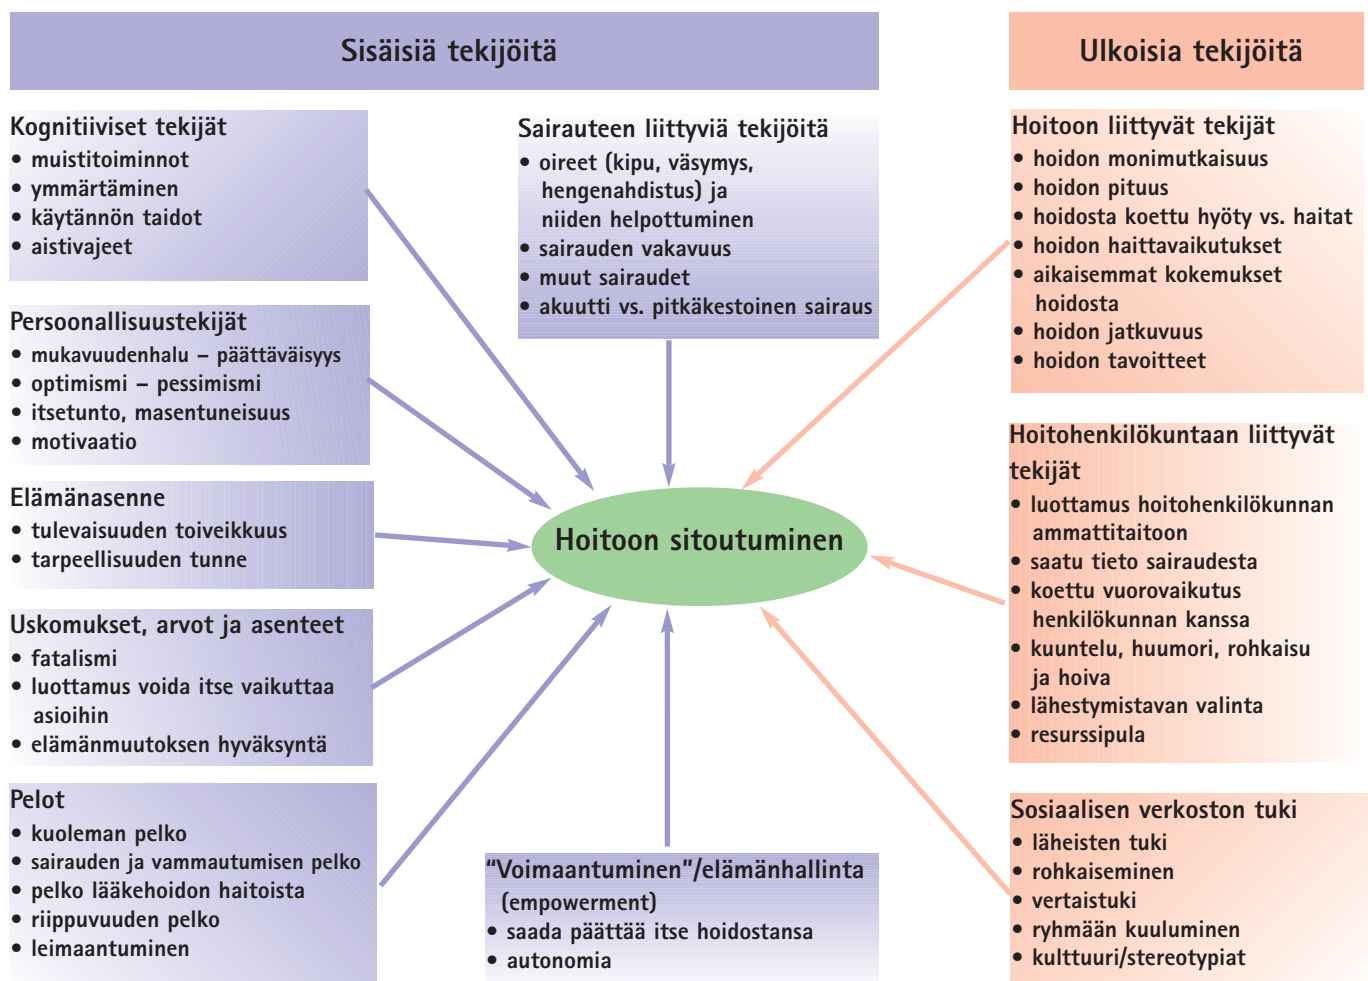 Sisäisiä tekijöitä
Ulkoisia tekijöitä
Kognitiiviset tekijät
• muistitoiminnot
• ymmärtäminen
• käytännön taidot
• aistivajeet
Persoonallisuustekijät
• mukavuudenhalu – päättäväisyys
• optimismi – pessimismi
• itsetunto, masentuneisuus
• motivaatio
Elämänasenne
• tulevaisuuden toiveikkuus
• tarpeellisuuden tunne
Uskomukset, arvot ja asenteet
• fatalismi
• luottamus voida itse vaikuttaa
asioihin
• elämänmuutoksen hyväksyntä
Pelot
• kuoleman pelko
• sairauden ja vammautumisen pelko
• pelko lääkehoidon haitoista
• riippuvuuden pelko
• leimaantuminen
Sairauteen liittyviä tekijöitä
• oireet (kipu, väsymys,
hengenahdistus) ja
niiden helpottuminen
• sairauden vakavuus
• muut sairaudet
• akuutti vs. pitkäkestoinen sairaus
Hoitoon sitoutuminen
“Voimaantuminen”/elämänhallinta
(empowerment)
• saada päättää itse hoidostansa
• autonomia
Hoitoon liittyvät tekijät
• hoidon monimutkaisuus
• hoidon pituus
• hoidosta koettu hyöty vs. haitat
• hoidon haittavaikutukset
• aikaisemmat kokemukset
hoidosta
• hoidon jatkuvuus
• hoidon tavoitteet
Hoitohenkilökuntaan liittyvät
tekijät
• luottamus hoitohenkilökunnan
ammattitaitoon
• saatu tieto sairaudesta
• koettu vuorovaikutus
henkilökunnan kanssa
• kuuntelu, huumori, rohkaisu
ja hoiva
• lähestymistavan valinta
• resurssipula
Sosiaalisen verkoston tuki
• läheisten tuki
• rohkaiseminen
• vertaistuki
• ryhmään kuuluminen
• kulttuuri/stereotypiat